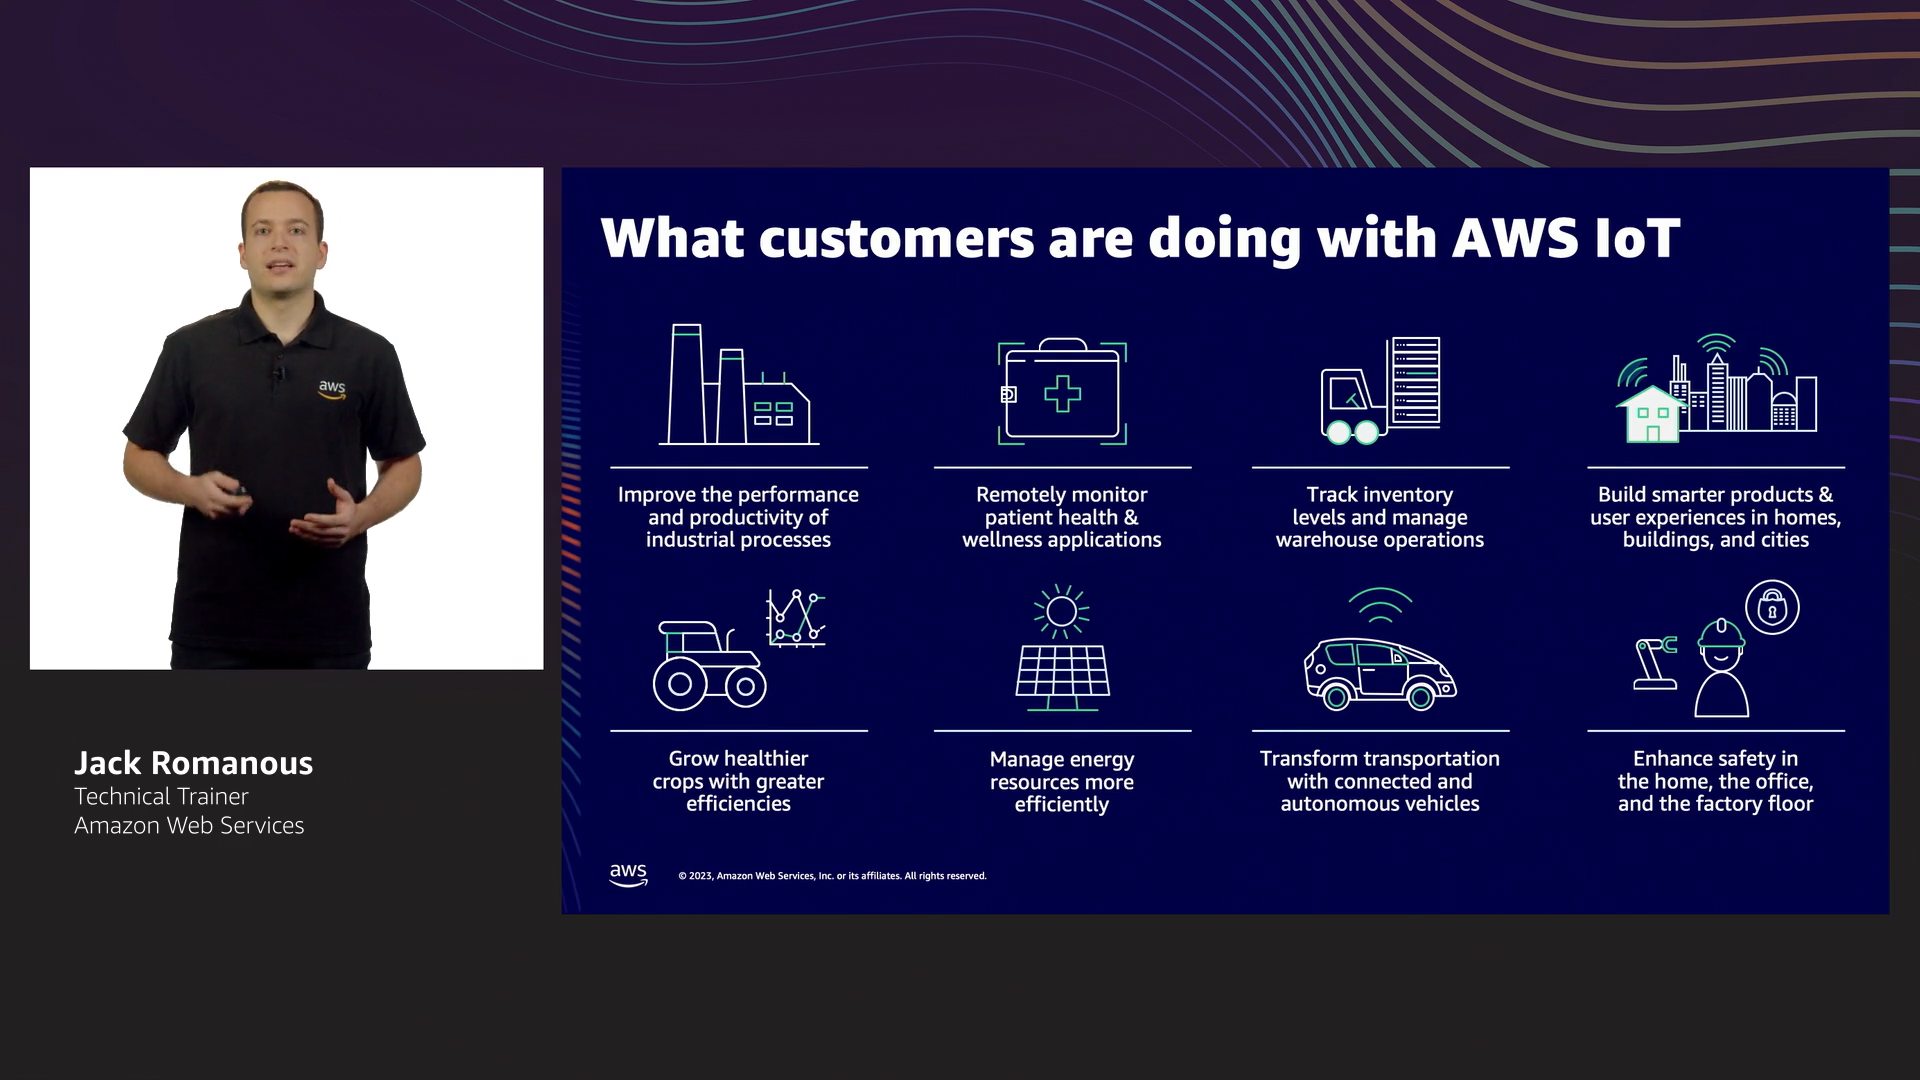 aws
Jack Romanous
Technical Trainer
Amazon Web Services
What customers are doing with AWS IoT
Improve the performance
and productivity of
industrial processes
Remotely monitor
patient health &
wellness applications
Track inventory
levels and manage
warehouse operations
Build smarter products &
user experiences in homes,
buildings, and cities
Grow healthier
crops with greater
efficiencies
Manage energy
resources more
efficiently
Transform transportation
with connected and
autonomous vehicles
Enhance safety in
the home, the office,
and the factory floor
aws
© 2023, Amazon Web Services, Inc. or its affiliates. All rights reserved.